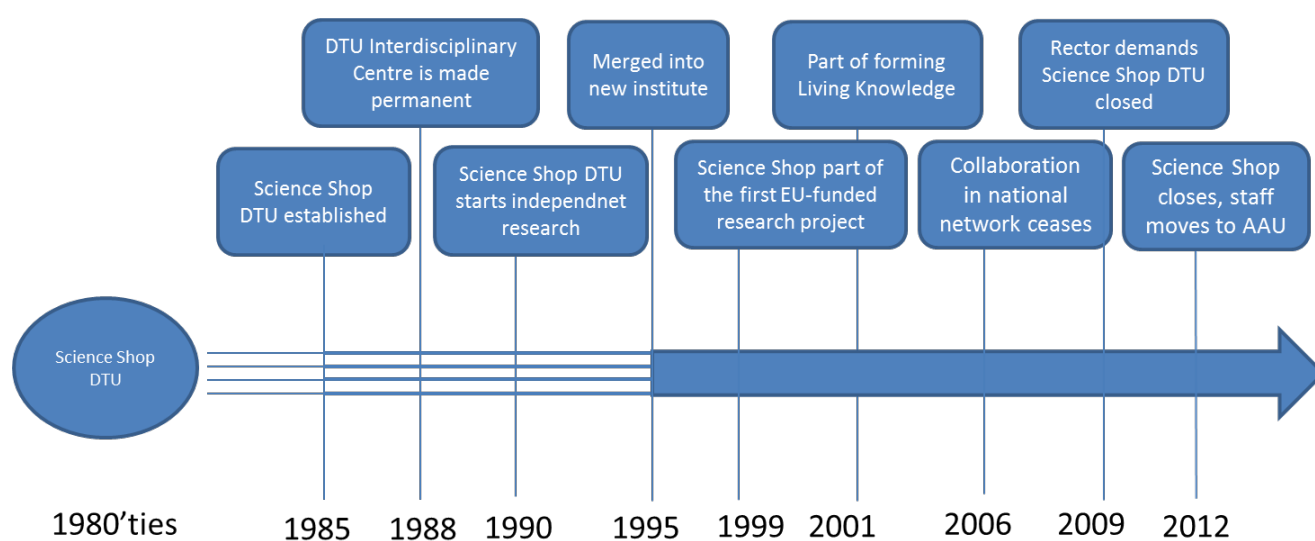 DTU Interdisciplinary
Centre is made
permanent
Merged into
new institute
Part of forming
Living Knowledge
Rector demands
Science Shop DTU
closed
Science Shop
DTU established
Science Shop DTU
starts independnet
research
Science Shop part of
the first EU-funded
research project
Collaboration
in national
network ceases
Science Shop
closes, staff
moves to AAU
Science Shop
DTU
1980'ties
1985
1988
1990
1995
1999
2001
2006
2009
2012